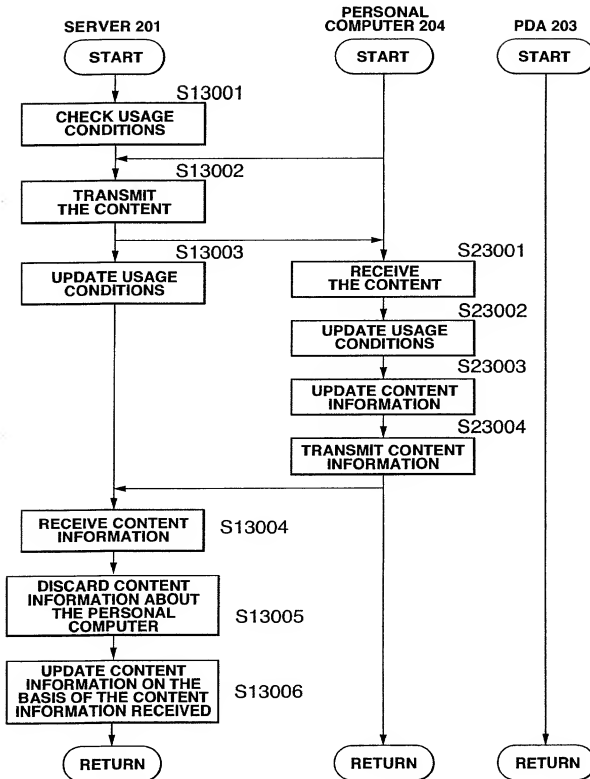 SERVER 201
PERSONAL
COMPUTER 204
PDA 203
START
START
START
S13001
CHECK USAGE
CONDITIONS
S13002
TRANSMIT
THE CONTENT
S13003
UPDATE USAGE
CONDITIONS
S23001
RECEIVE
THE CONTENT
S23002
UPDATE USAGE
CONDITIONS
S23003
UPDATE CONTENT
INFORMATION
S23004
TRANSMIT CONTENT
INFORMATION
RECEIVE CONTENT
INFORMATION
S13004
DISCARD CONTENT
INFORMATION ABOUT
THE PERSONAL
COMPUTER
S13005
UPDATE CONTENT
INFORMATION ON THE
BASIS OF THE CONTENT
INFORMATION RECEIVED
S13006
RETURN
RETURN
RETURN